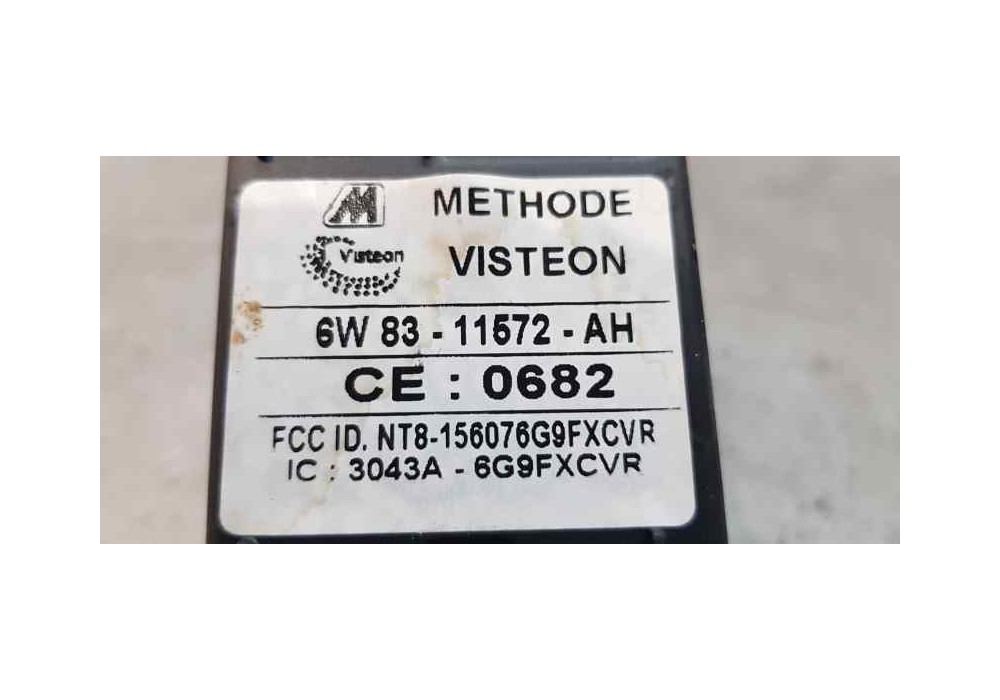 M METHODE
Visteon VISTEON
6W 83 - 11572 - AH
CE : 0682
FCC ID. NT8-156076G9FXCVR
IC : 3043A - 6G9FXCVR